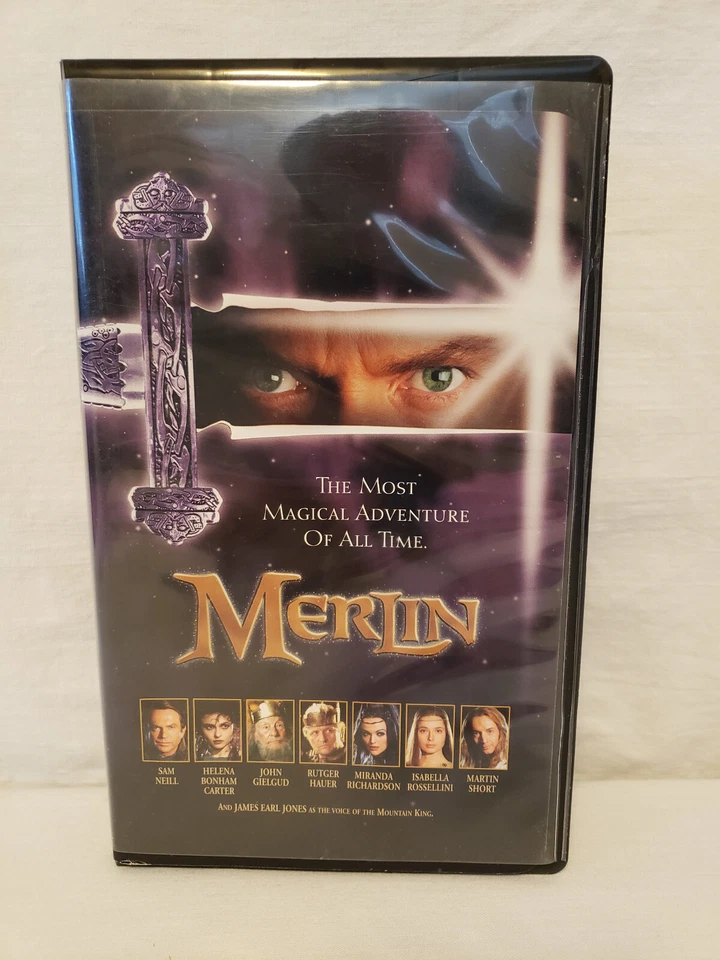 The Most
Magical Adventure
Of All Time.
Merlin
SAM
NEILL
HELENA
BONHAM
CARTER
JOHN
GIELGUD
RUTGER
HAUER
MIRANDA
RICHARDSON
ISABELLA
ROSSELLINI
MARTIN
SHORT
And JAMES EARL JONES as the voice of the Mountain King.